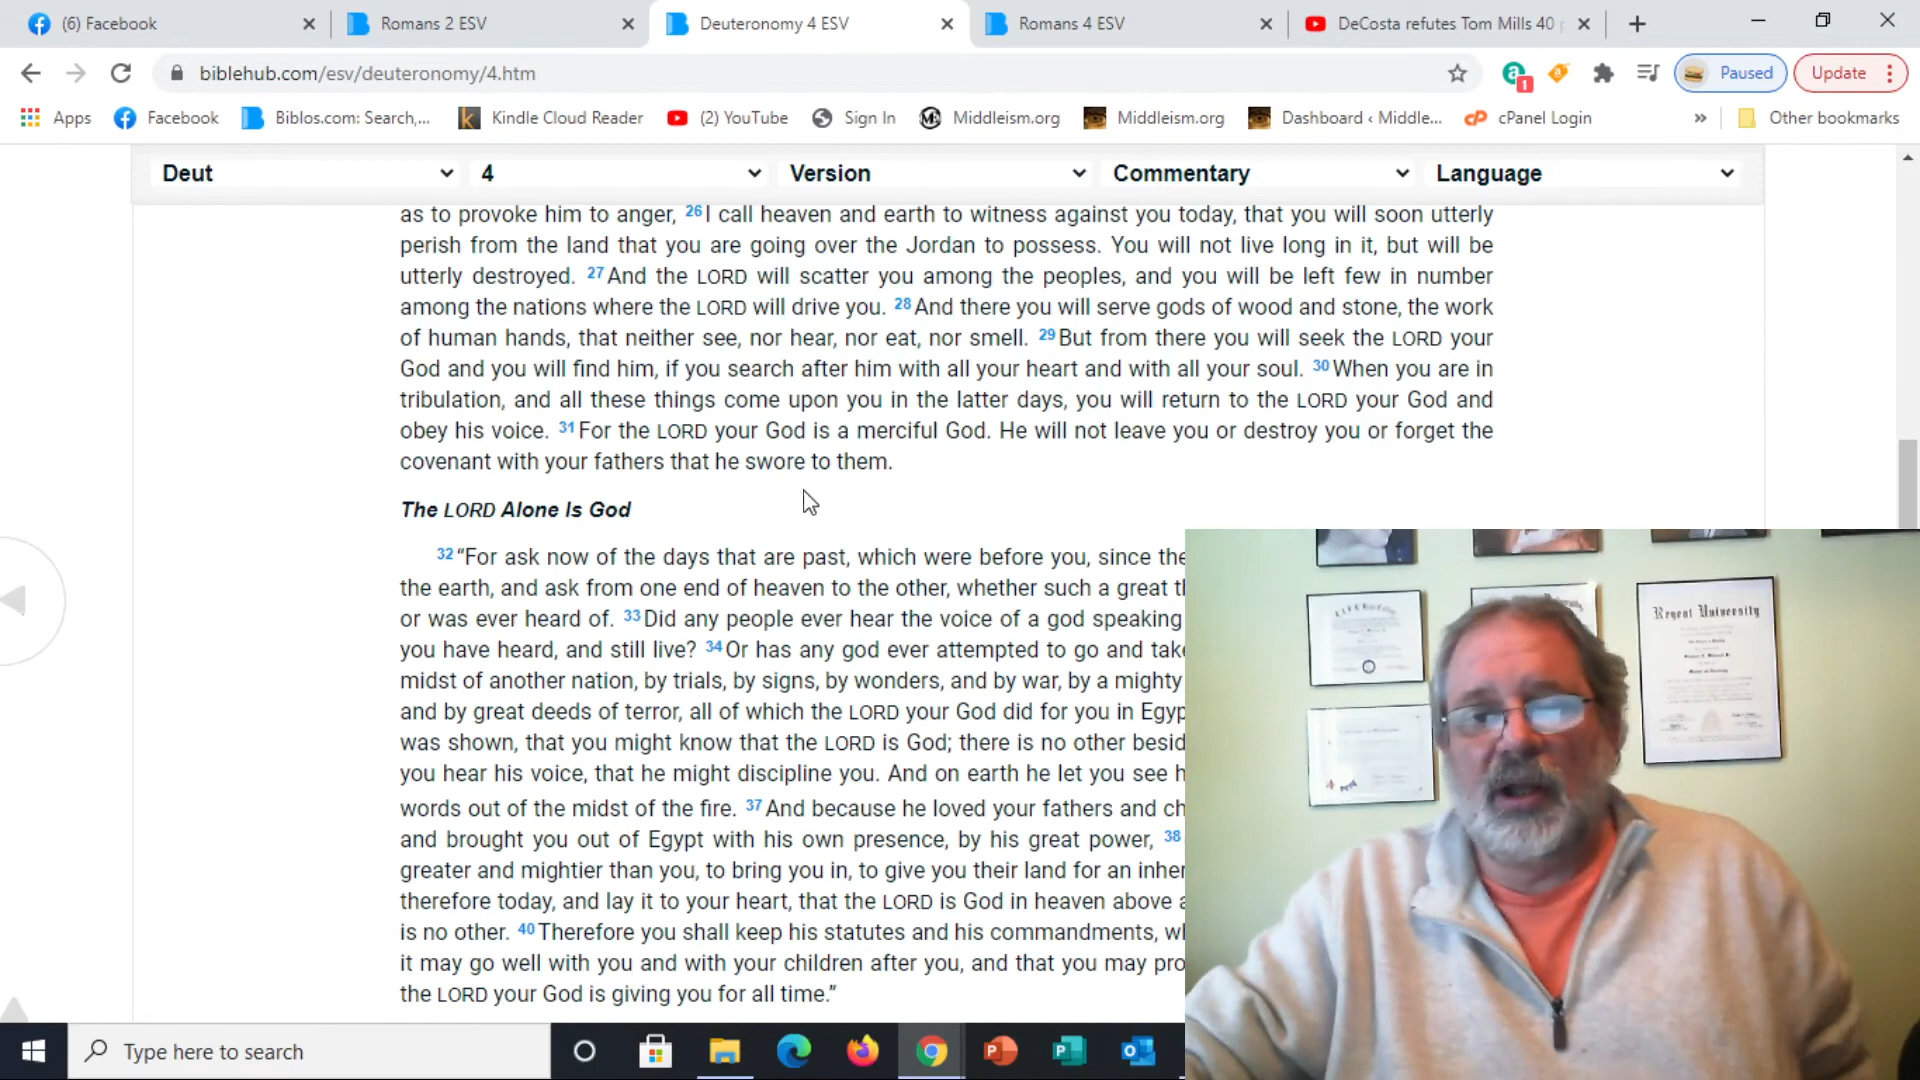 (6) Facebook
Romans 2 ESV
Deuteronomy 4 ESV
Romans 4 ESV
DeCosta refutes Tom Mills 40
biblehub.com/esv/deuteronomy/4.htm
1
Paused
Update
Apps
Facebook
Biblos.com: Search,...
Kindle Cloud Reader
(2) YouTube
Sign In
Middleism.org
Middleism.org
Dashboard ‹ Middle...
cPanel Login
»
Other bookmarks
Deut
4
Version
Commentary
Language
as to provoke him to anger, 26 I call heaven and earth to witness against you today, that you will soon utterly
perish from the land that you are going over the Jordan to possess. You will not live long in it, but will be
utterly destroyed. 27 And the LORD will scatter you among the peoples, and you will be left few in number
among the nations where the LORD will drive you. 28 And there you will serve gods of wood and stone, the work
of human hands, that neither see, nor hear, nor eat, nor smell. 29 But from there you will seek the LORD your
God and you will find him, if you search after him with all your heart and with all your soul. 30 When you are in
tribulation, and all these things come upon you in the latter days, you will return to the LORD your God and
obey his voice. 31 For the LORD your God is a merciful God. He will not leave you or destroy you or forget the
covenant with your fathers that he swore to them.
The LORD Alone Is God
32 “For ask now of the days that are past, which were before you, since the
the earth, and ask from one end of heaven to the other, whether such a great t
or was ever heard of. 33 Did any people ever hear the voice of a god speaking
you have heard, and still live? 34 Or has any god ever attempted to go and take
midst of another nation, by trials, by signs, by wonders, and by war, by a mighty
and by great deeds of terror, all of which the LORD your God did for you in Egyp
was shown, that you might know that the LORD is God; there is no other besid
you hear his voice, that he might discipline you. And on earth he let you see h
words out of the midst of the fire. 37 And because he loved your fathers and ch
and brought you out of Egypt with his own presence, by his great power, 38
greater and mightier than you, to bring you in, to give you their land for an inher
therefore today, and lay it to your heart, that the LORD is God in heaven above a
is no other. 40 Therefore you shall keep his statutes and his commandments, wh
it may go well with you and with your children after you, and that you may pro
the LORD your God is giving you for all time.”
Regent University
Type here to search